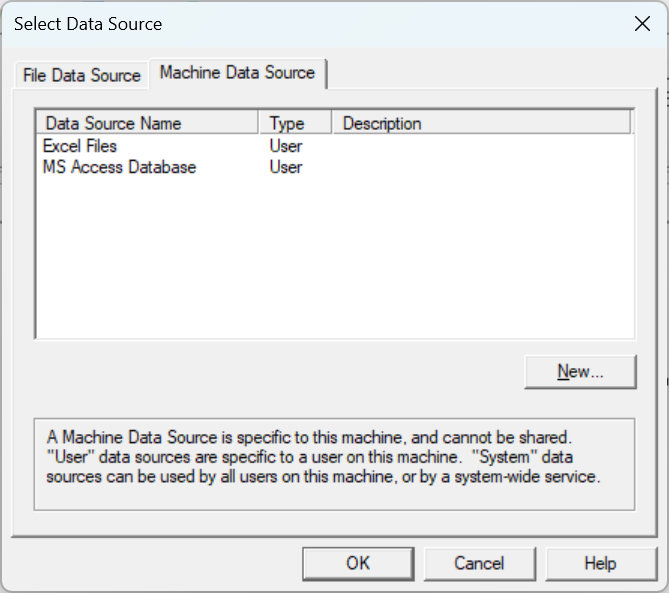 Select Data Source
File Data Source
Machine Data Source
Data Source Name Type Description
Excel Files User
MS Access Database User
New...
A Machine Data Source is specific to this machine, and cannot be shared.
"User" data sources are specific to a user on this machine. "System" data
sources can be used by all users on this machine, or by a system-wide service.
OK Cancel Help